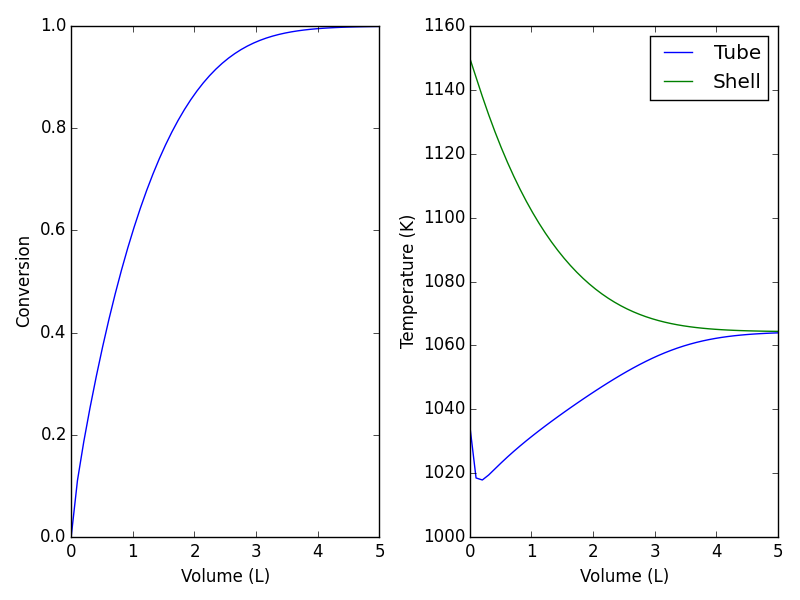 1.0
0.8
0.6
0.4
0.2
0.0
Conversion
0 1 2 3 4 5
Volume (L)
1160
1140
1120
1100
1080
1060
1040
1020
1000
Temperature (K)
0 1 2 3 4 5
Volume (L)
Tube
Shell